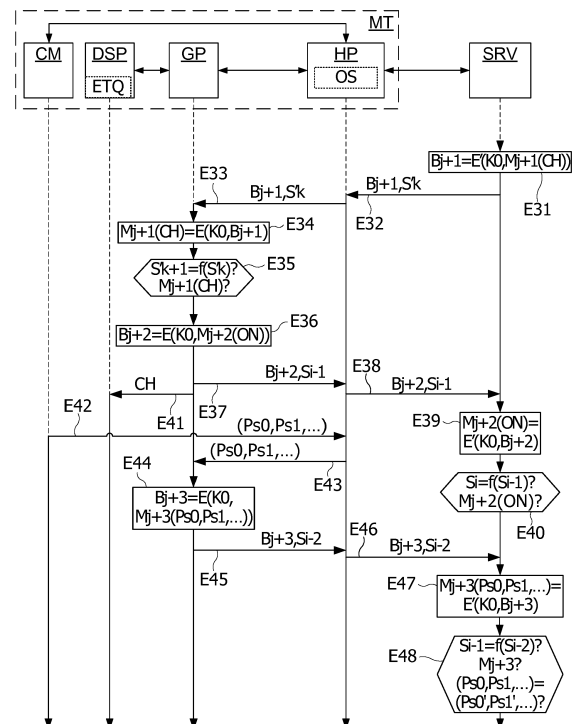 MT
CM
DSP
ETQ
GP
HP
OS
SRV
Bj+1=E'(K0,Mj+1(CH))
E31
Bj+1,S'k
E32
E33
Bj+1,S'k
Mj+1(CH)=E(K0,Bj+1)
E34
S'k+1=f(S'k)?
Mj+1(CH)?
E35
Bj+2=E(K0,Mj+2(ON))
E36
Bj+2,Si-1
E37
E38
Bj+2,Si-1
CH
E41
E39
Mj+2(ON)=
E'(K0,Bj+2)
E42
(Ps0,Ps1,...)
(Ps0,Ps1,...)
E43
Si=f(Si-1)?
Mj+2(ON)?
E40
E44
Bj+3=E(K0,
Mj+3(Ps0,Ps1,...))
Bj+3,Si-2
E45
E46
Bj+3,Si-2
E47
Mj+3(Ps0,Ps1,...)=
E'(K0,Bj+3)
E48
Si-1=f(Si-2)?
Mj+3?
(Ps0,Ps1,...)=
(Ps0',Ps1',...)?